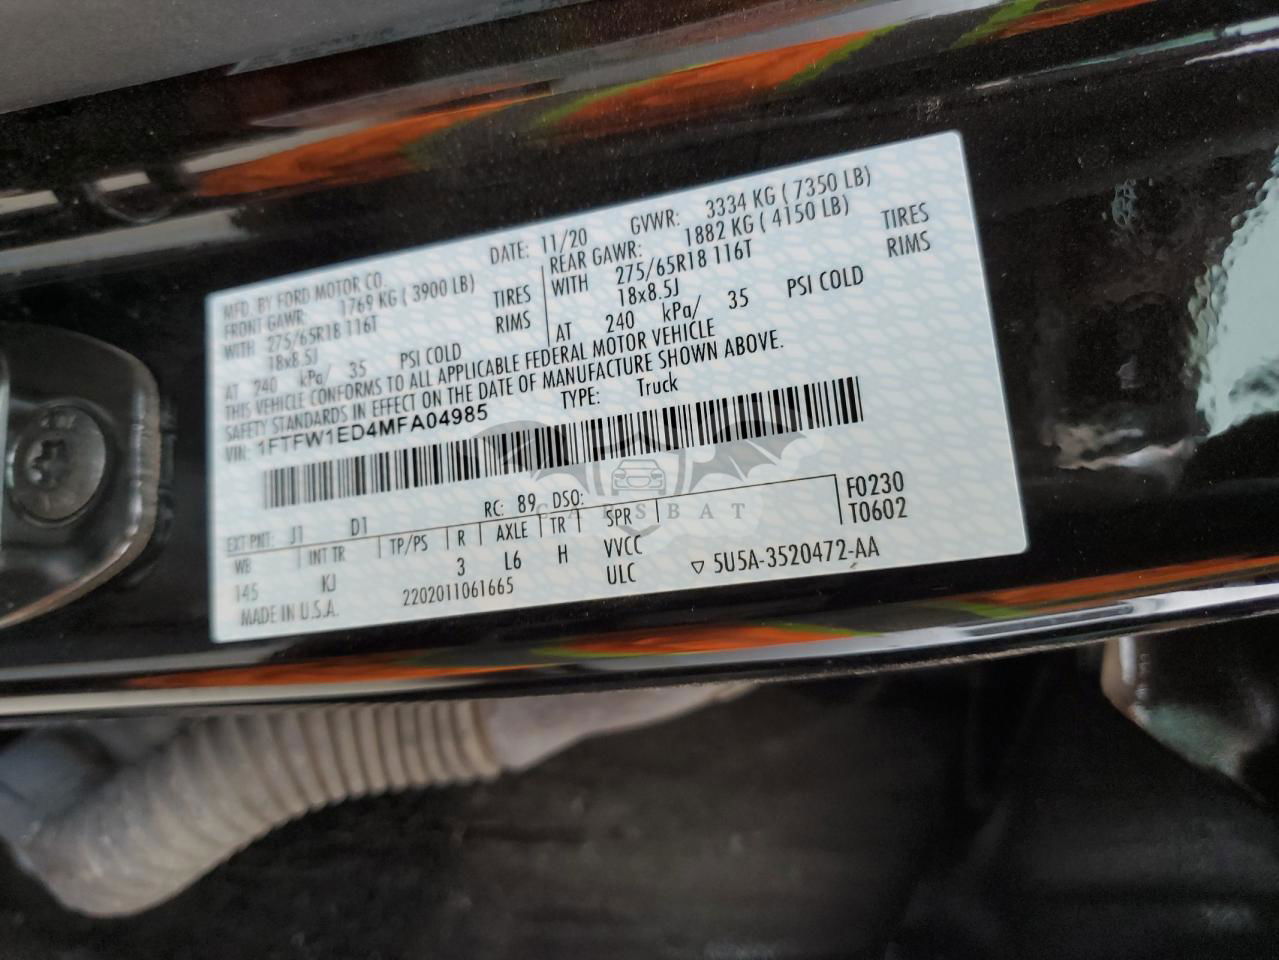 MFD. BY FORD MOTOR CO. DATE: 11/20 GVWR: 3334 KG ( 7350 LB)
FRONT GAWR: 1769 KG ( 3900 LB) REAR GAWR: 1882 KG ( 4150 LB)
WITH 275/65R18 116T TIRES WITH 275/65R18 116T TIRES
18x8.5J RIMS 18x8.5J RIMS
AT 240 kPa/ 35 PSI COLD AT 240 kPa/ 35 PSI COLD
THIS VEHICLE CONFORMS TO ALL APPLICABLE FEDERAL MOTOR VEHICLE
SAFETY STANDARDS IN EFFECT ON THE DATE OF MANUFACTURE SHOWN ABOVE.
VIN: 1FTFW1ED4MFA04985 TYPE: Truck
CARSBAT
EXT PNT: J1 D1 RC: 89 DSO: F0230
WB INT TR TP/PS R AXLE TR SPR T0602
145 KJ 3 L6 H VVCC
MADE IN U.S.A. 2202011061665 ULC ▽ 5U5A-3520472-AA